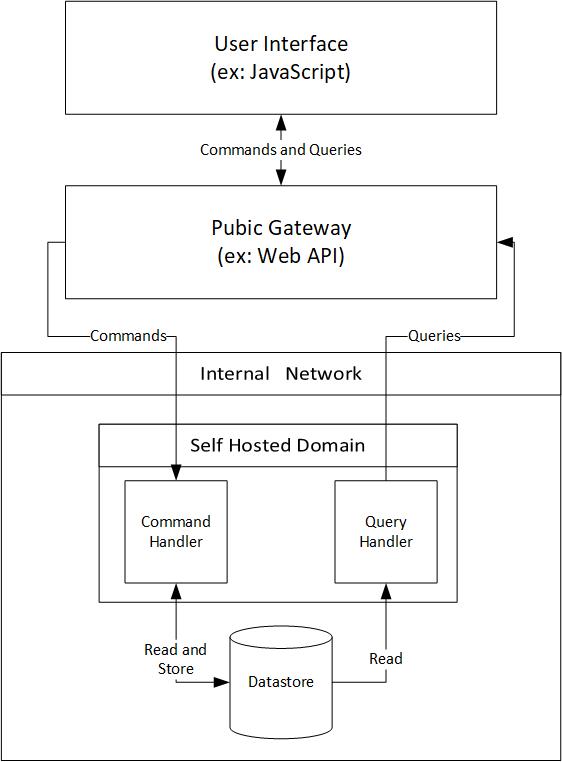 User Interface
(ex: JavaScript)
Commands and Queries
Pubic Gateway
(ex: Web API)
Commands
Queries
Internal Network
Self Hosted Domain
Command
Handler
Query
Handler
Read and
Store
Datastore
Read